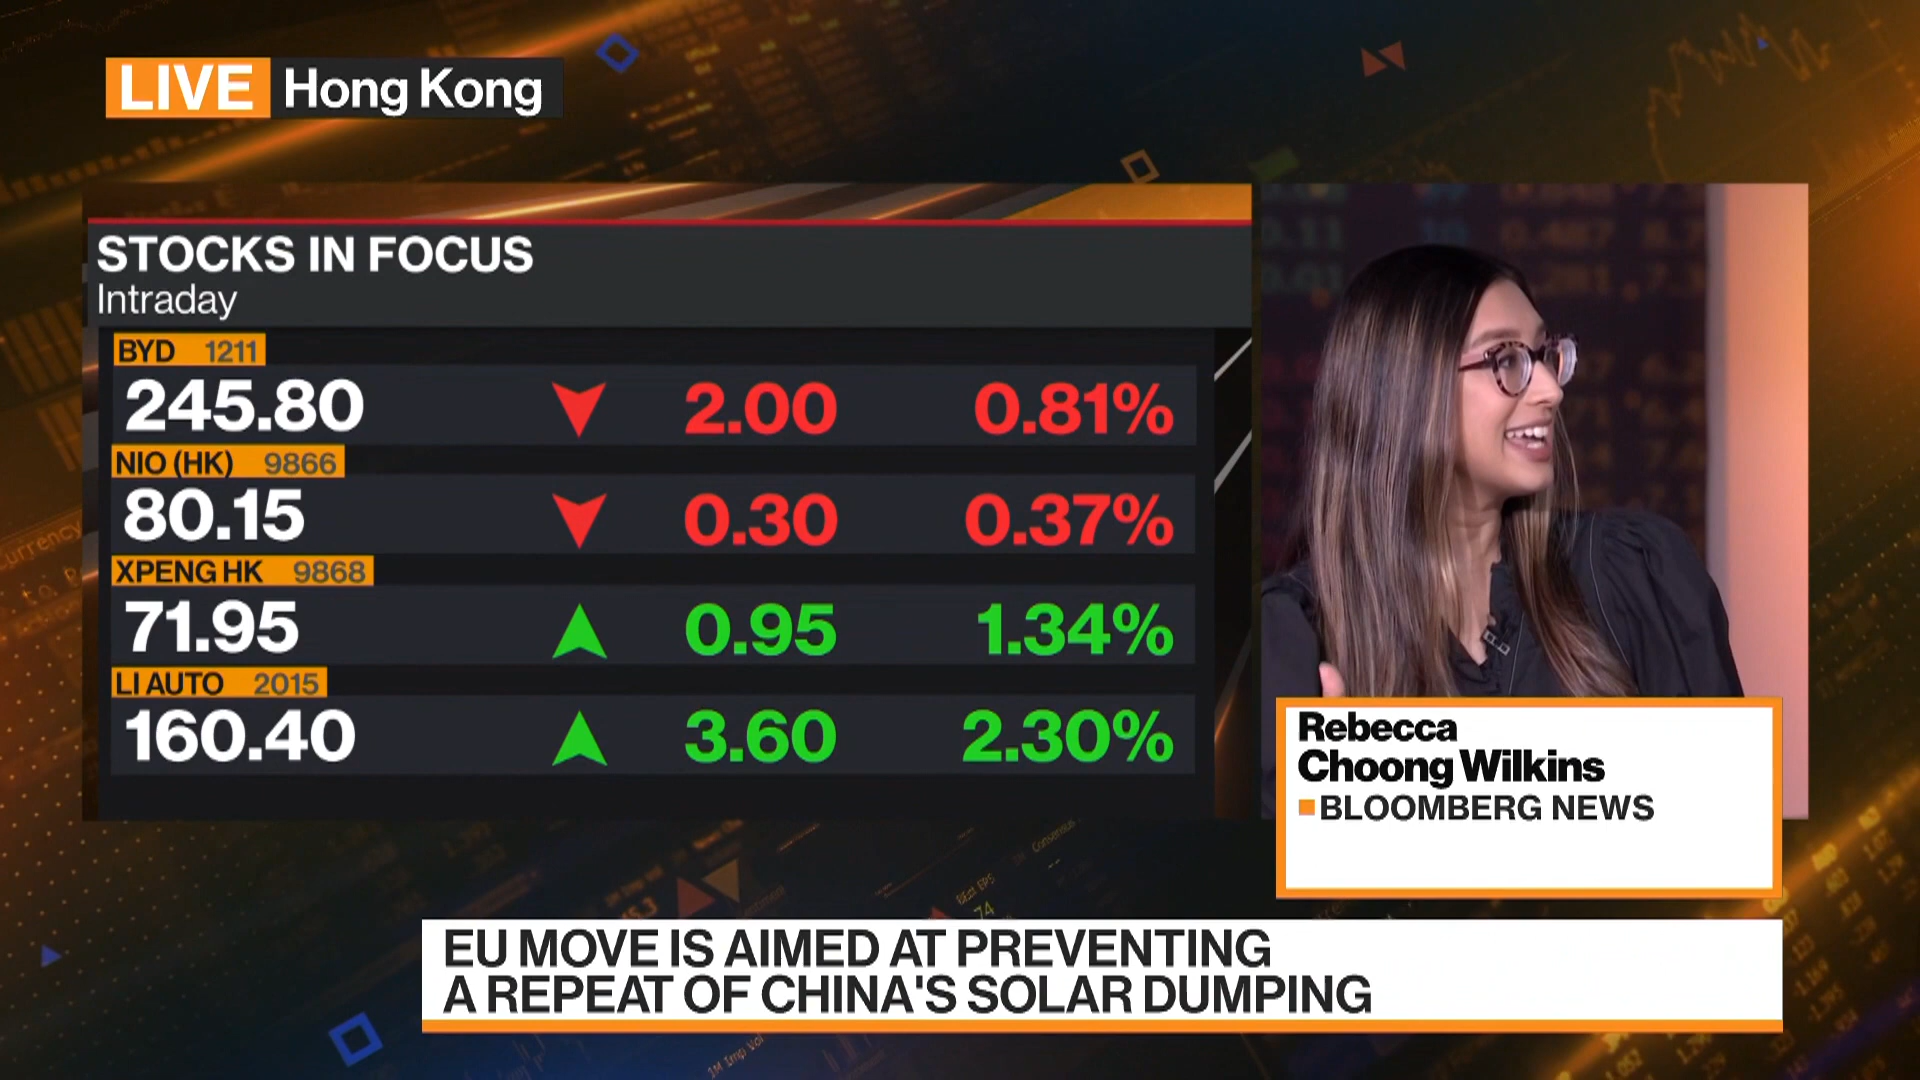 LIVE Hong Kong
STOCKS IN FOCUS
Intraday
BYD 1211
245.80 2.00 0.81%
NIO (HK) 9866
80.15 0.30 0.37%
XPENG HK 9868
71.95 0.95 1.34%
LI AUTO 2015
160.40 3.60 2.30%
Rebecca
Choong Wilkins
BLOOMBERG NEWS
EU MOVE IS AIMED AT PREVENTING
A REPEAT OF CHINA'S SOLAR DUMPING